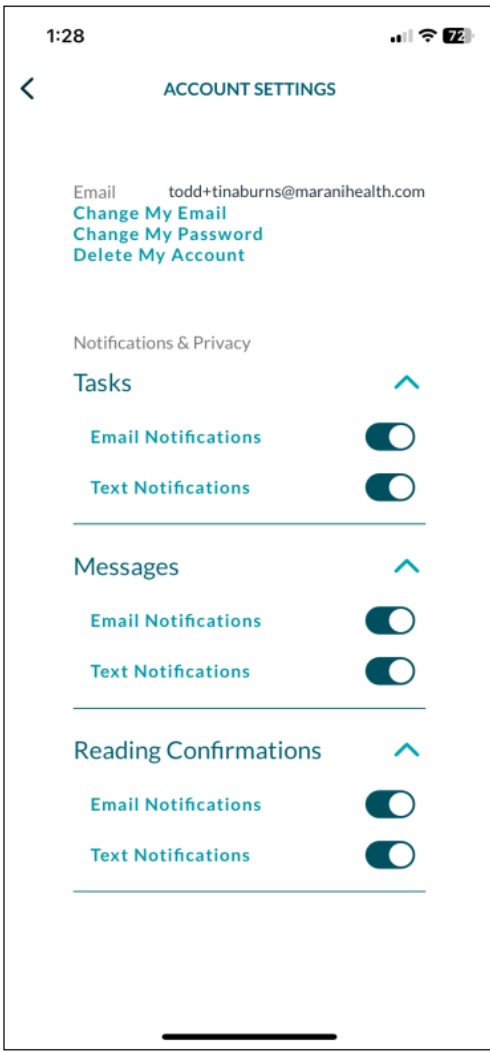 1:28
72
ACCOUNT SETTINGS
Email todd+tinaburns@maranihealth.com
Change My Email
Change My Password
Delete My Account
Notifications & Privacy
Tasks
Email Notifications
Text Notifications
Messages
Email Notifications
Text Notifications
Reading Confirmations
Email Notifications
Text Notifications